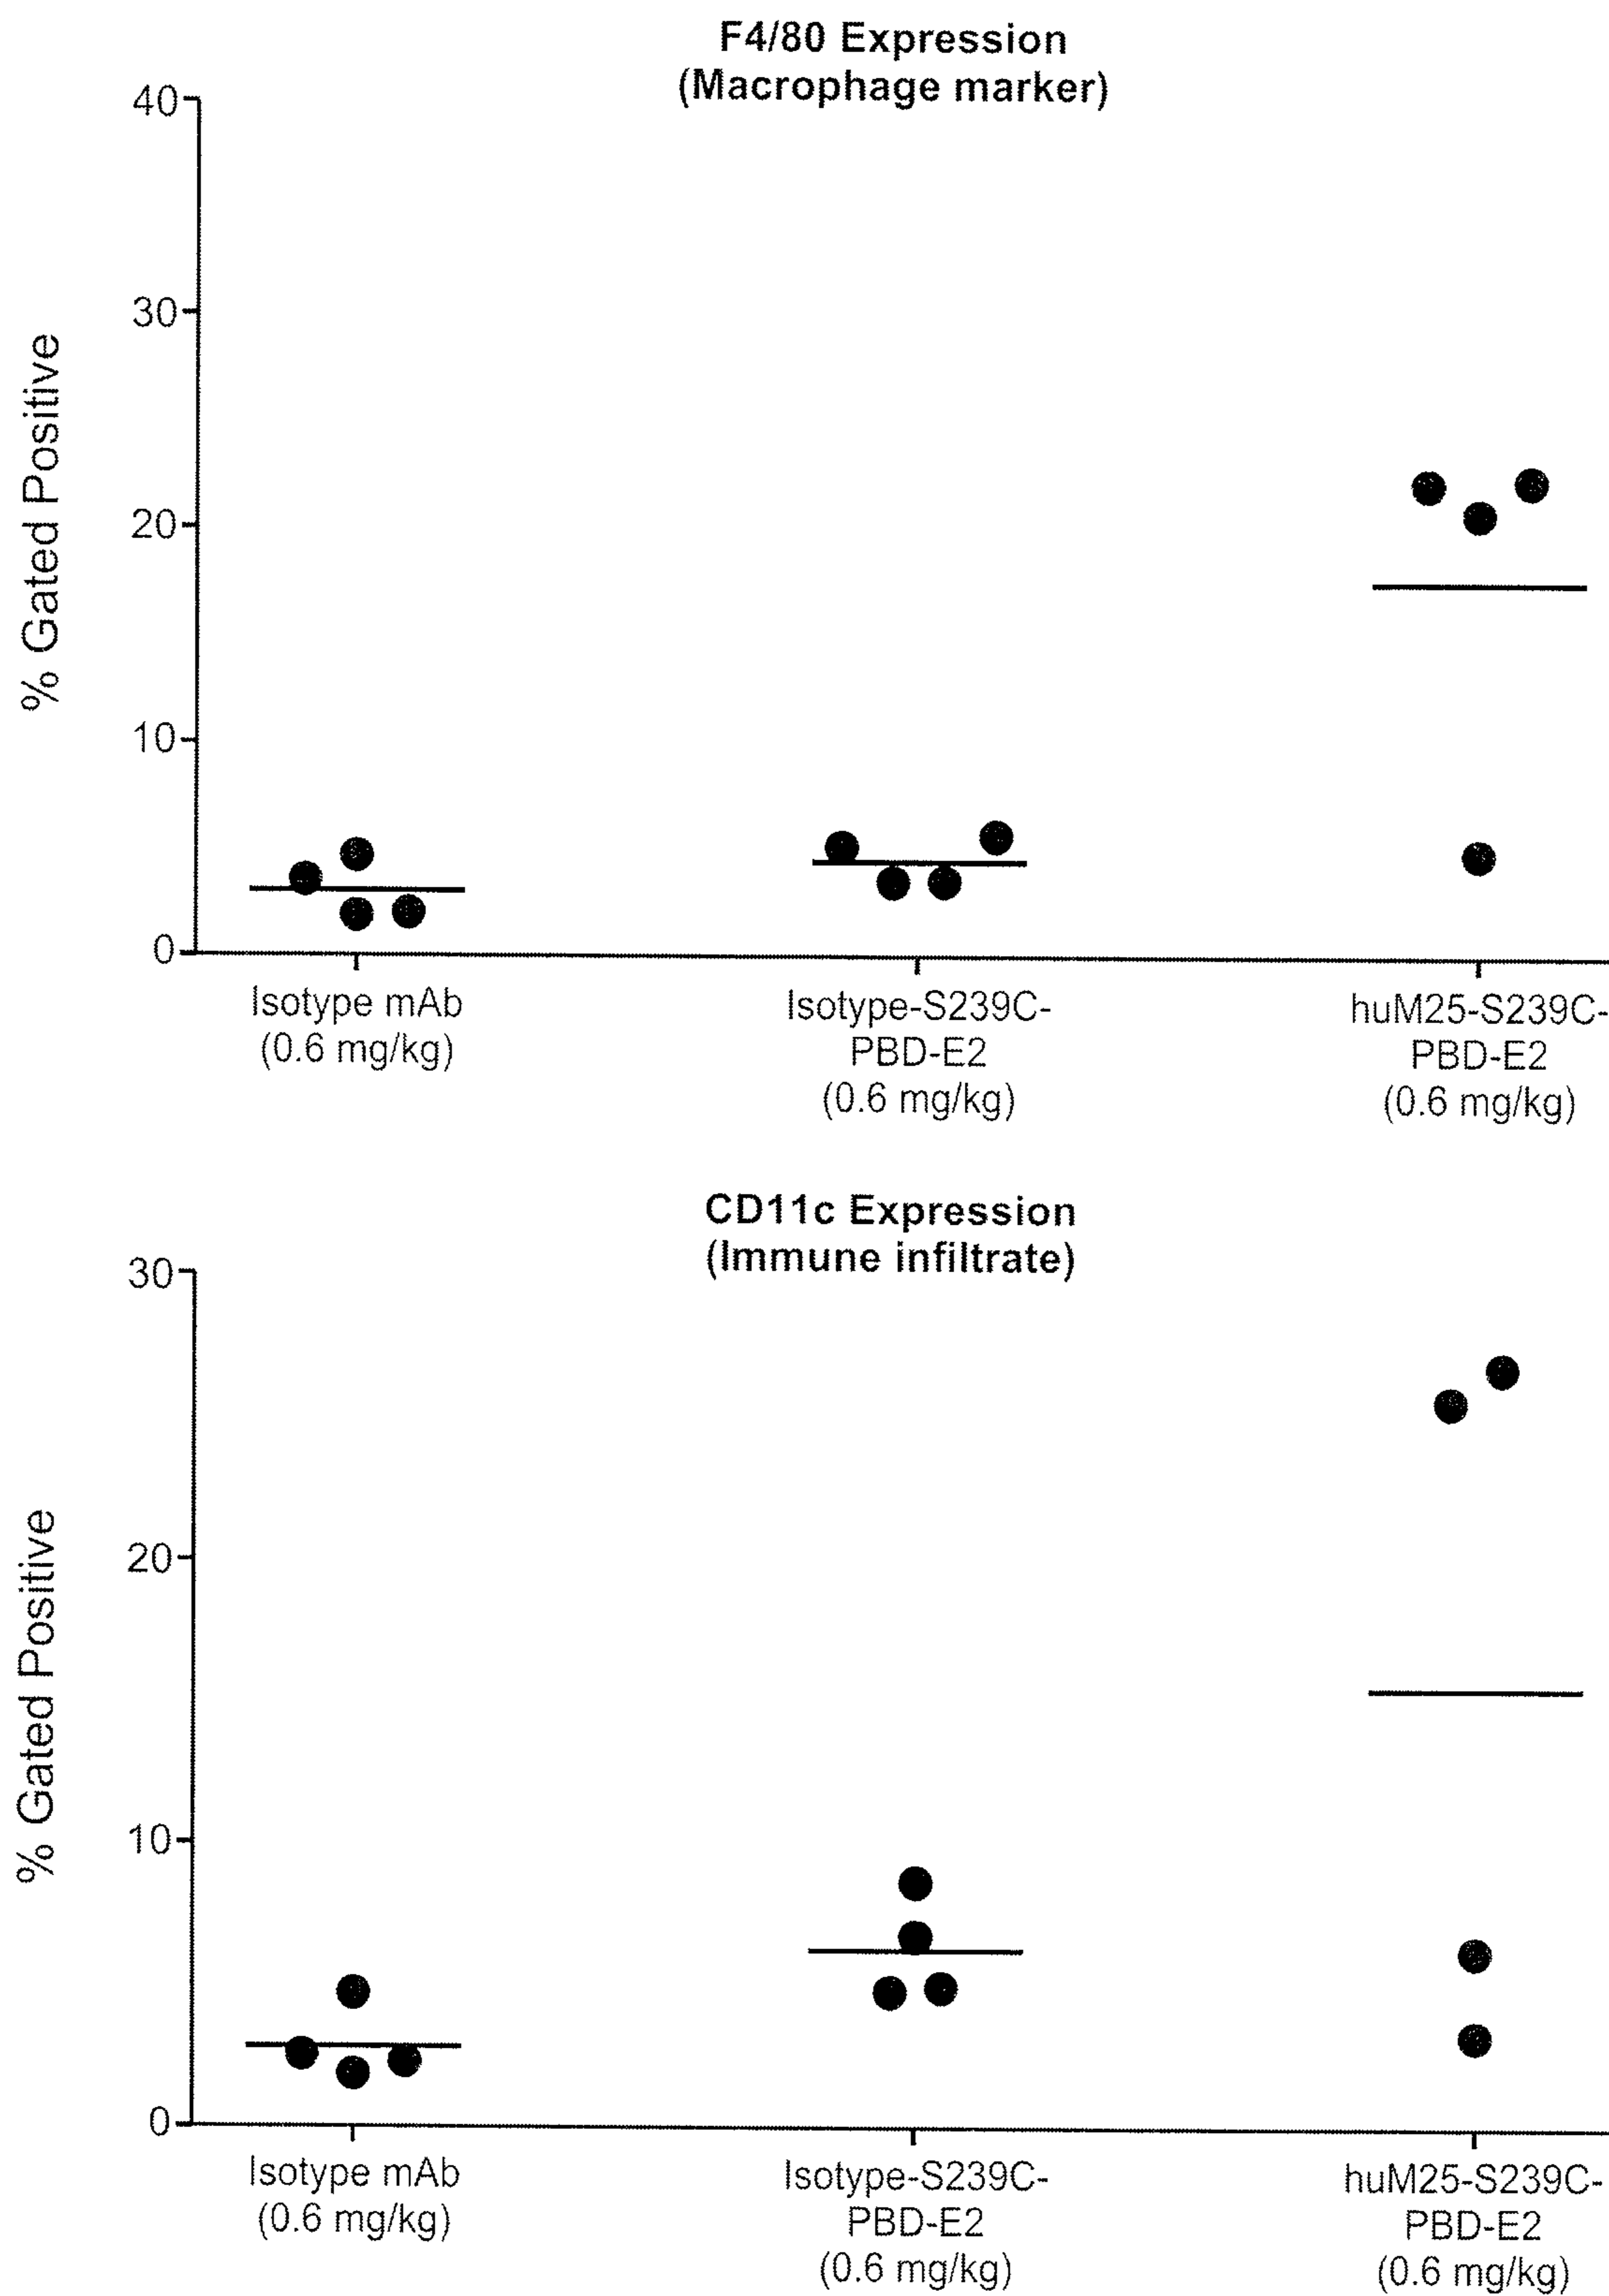 F4/80 Expression
(Macrophage marker)
% Gated Positive
40
30
20
10
0
Isotype mAb
(0.6 mg/kg)
Isotype-S239C-
PBD-E2
(0.6 mg/kg)
huM25-S239C-
PBD-E2
(0.6 mg/kg)
CD11c Expression
(Immune infiltrate)
% Gated Positive
30
20
10
0
Isotype mAb
(0.6 mg/kg)
Isotype-S239C-
PBD-E2
(0.6 mg/kg)
huM25-S239C-
PBD-E2
(0.6 mg/kg)